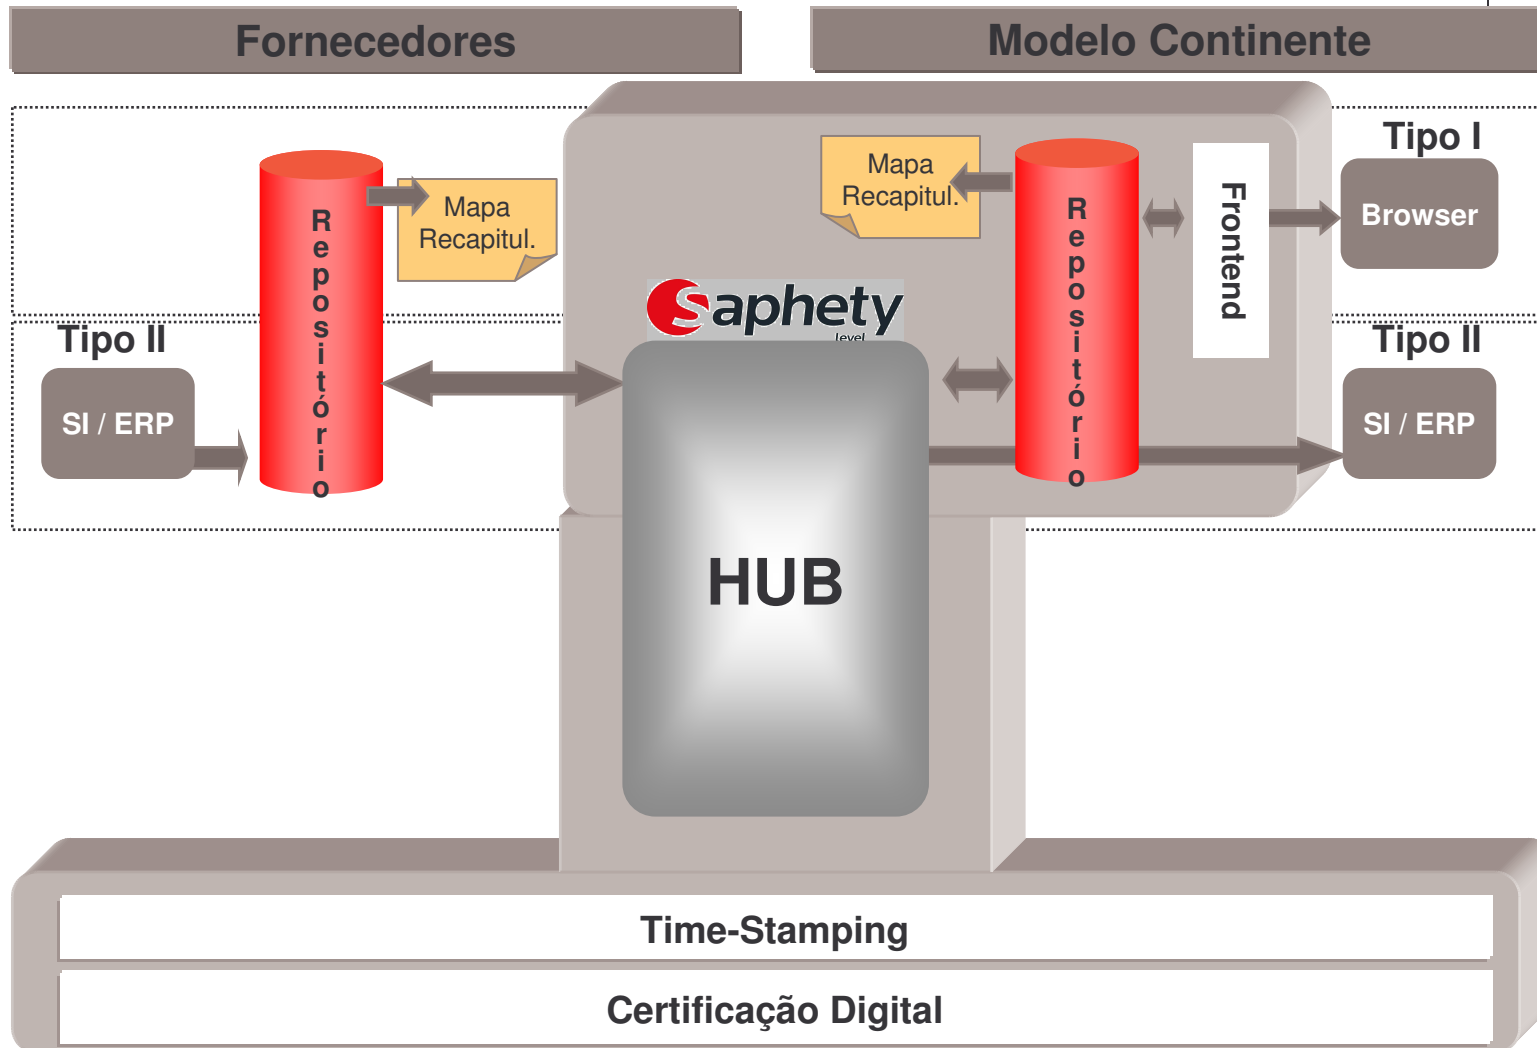 Fornecedores
Modelo Continente
Tipo I
Mapa
Recapitul.
Mapa
Recapitul.
Repositório
Repositório
Frontend
Browser
saphety
level
Tipo II
Tipo II
SI / ERP
SI / ERP
HUB
Time-Stamping
Certificação Digital